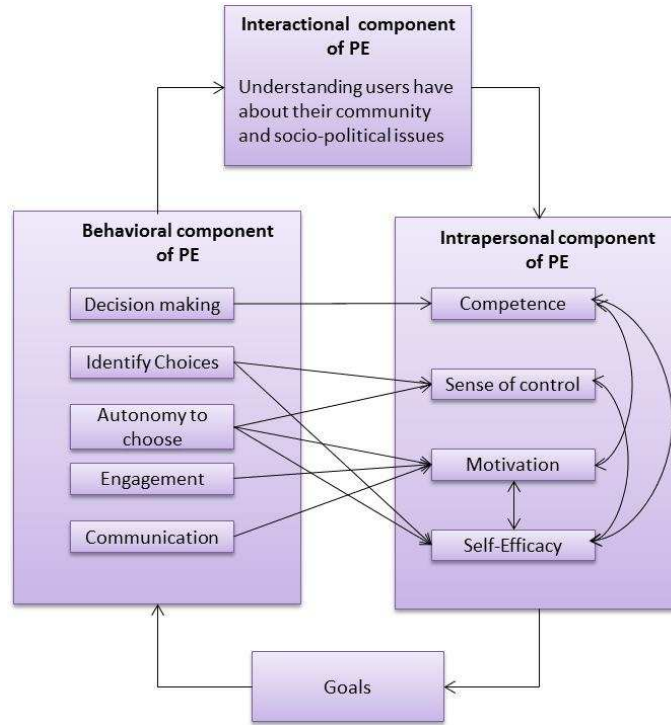 Interactional component
of PE
Understanding users have
about their community
and socio-political issues
Behavioral component
of PE
Decision making
Identify Choices
Autonomy to
choose
Engagement
Communication
Intrapersonal component
of PE
Competence
Sense of control
Motivation
Self-Efficacy
Goals